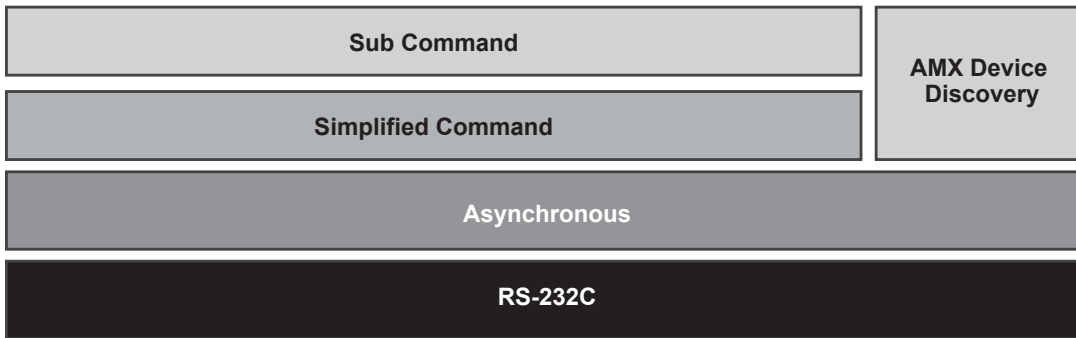 Sub Command
AMX Device
Discovery
Simplified Command
Asynchronous
RS-232C